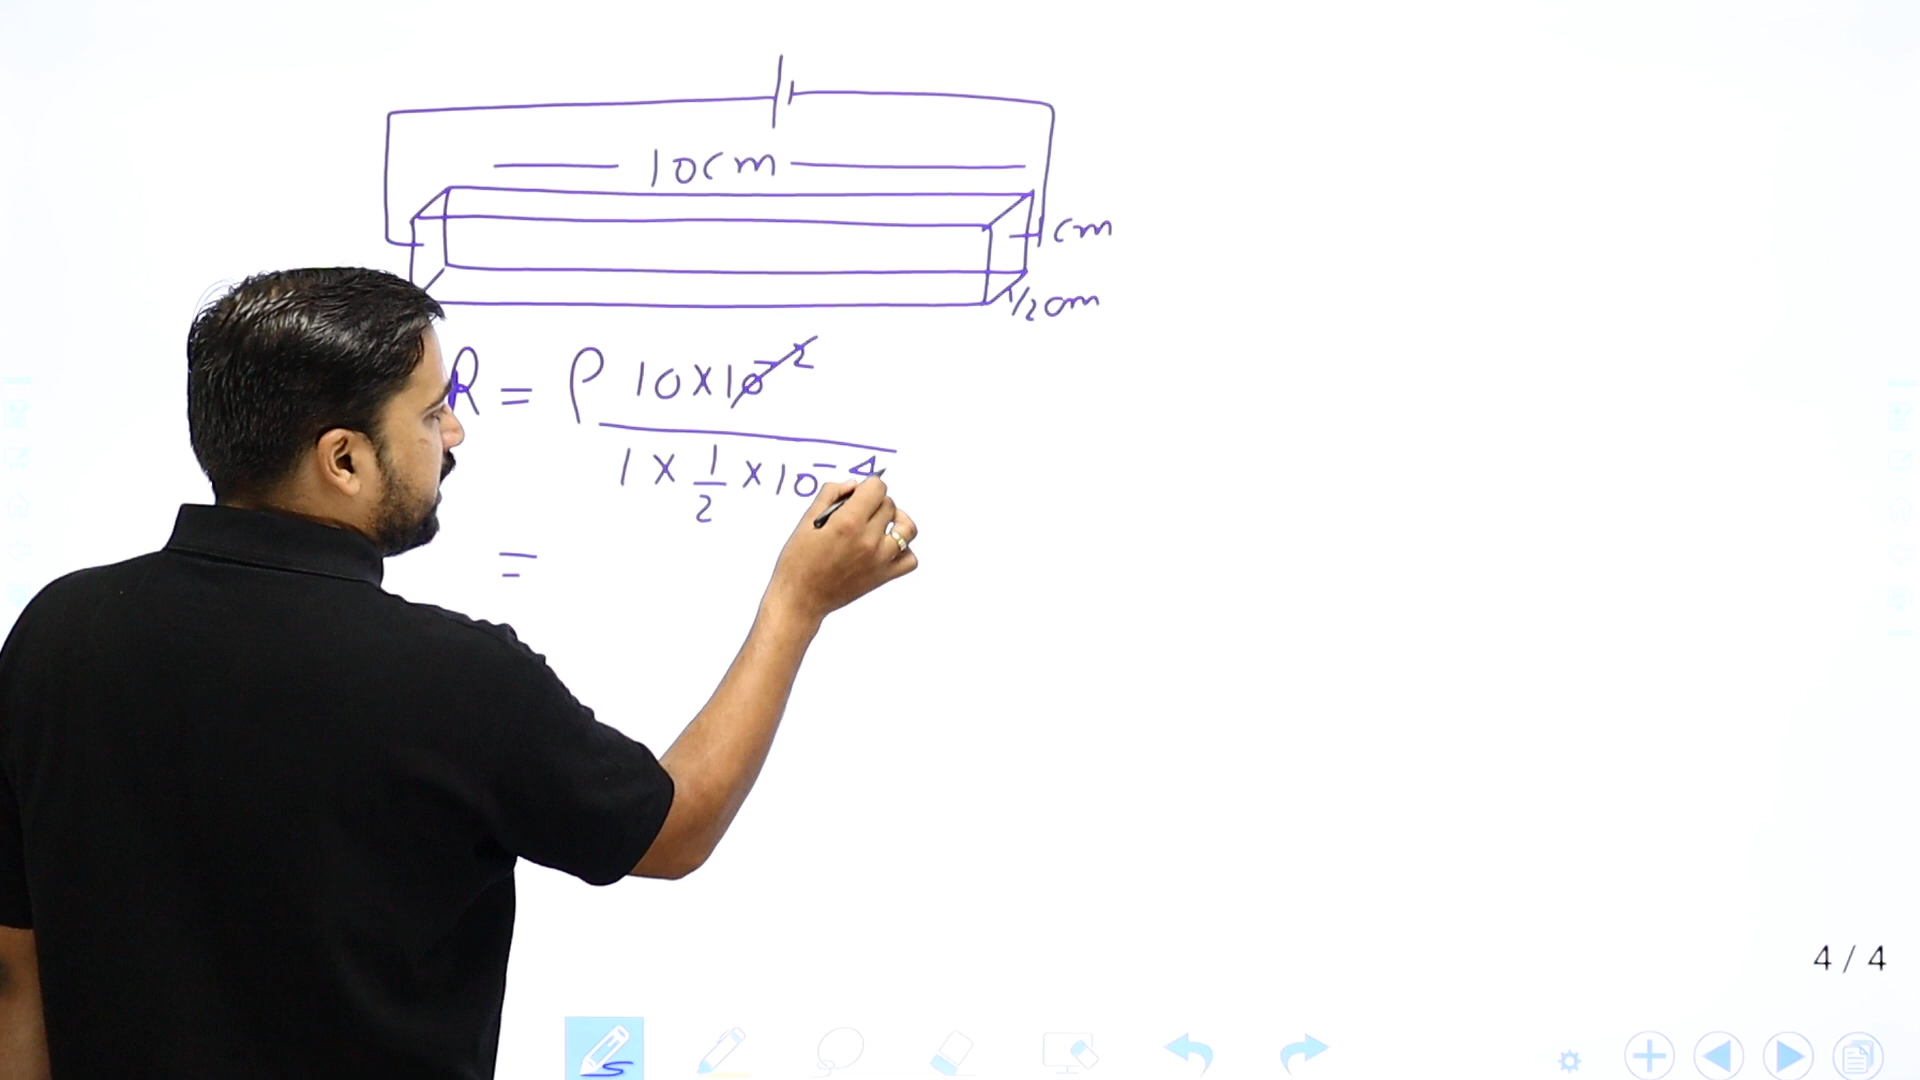 10cm
1cm
1/2cm
R = ρ 10×10⁻²
1 × 1/2 × 10⁻⁴
=
4 / 4